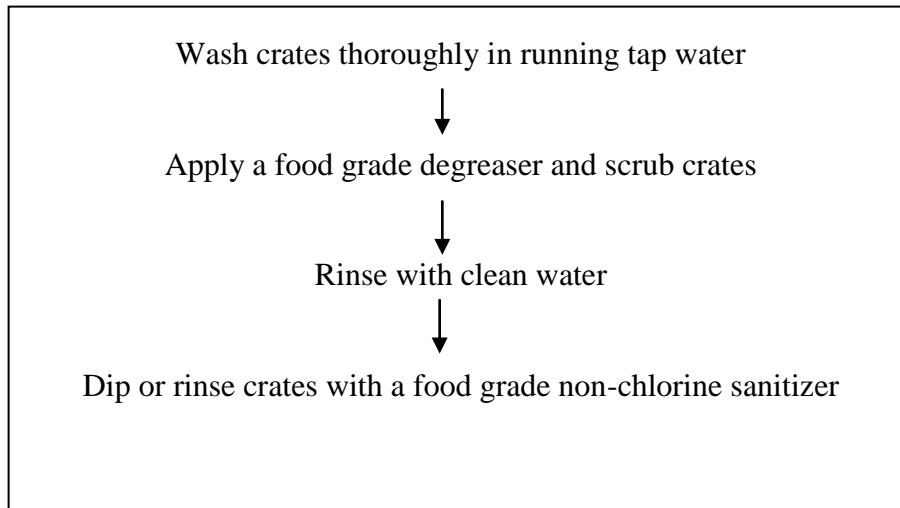 Wash crates thoroughly in running tap water
Apply a food grade degreaser and scrub crates
Rinse with clean water
Dip or rinse crates with a food grade non-chlorine sanitizer